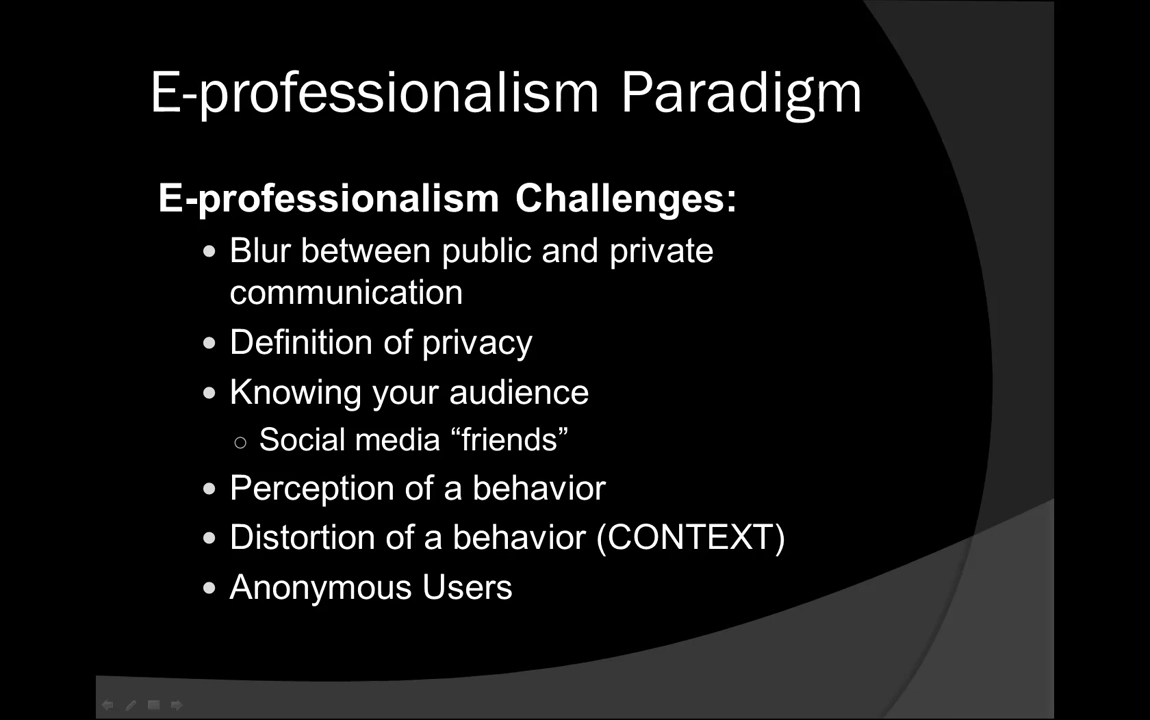 E-professionalism Paradigm
E-professionalism Challenges:
Blur between public and private
communication
Definition of privacy
Knowing your audience
Social media “friends”
Perception of a behavior
Distortion of a behavior (CONTEXT)
Anonymous Users